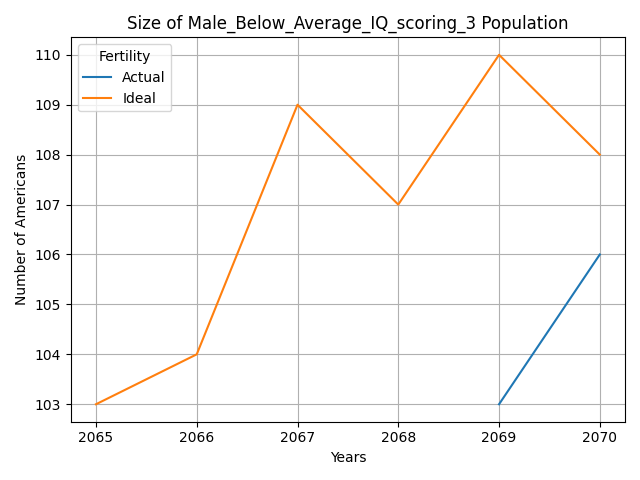 Size of Male_Below_Average_IQ_scoring_3 Population
Fertility
Actual
Ideal
Number of Americans
110
109
108
107
106
105
104
103
2065 2066 2067 2068 2069 2070
Years